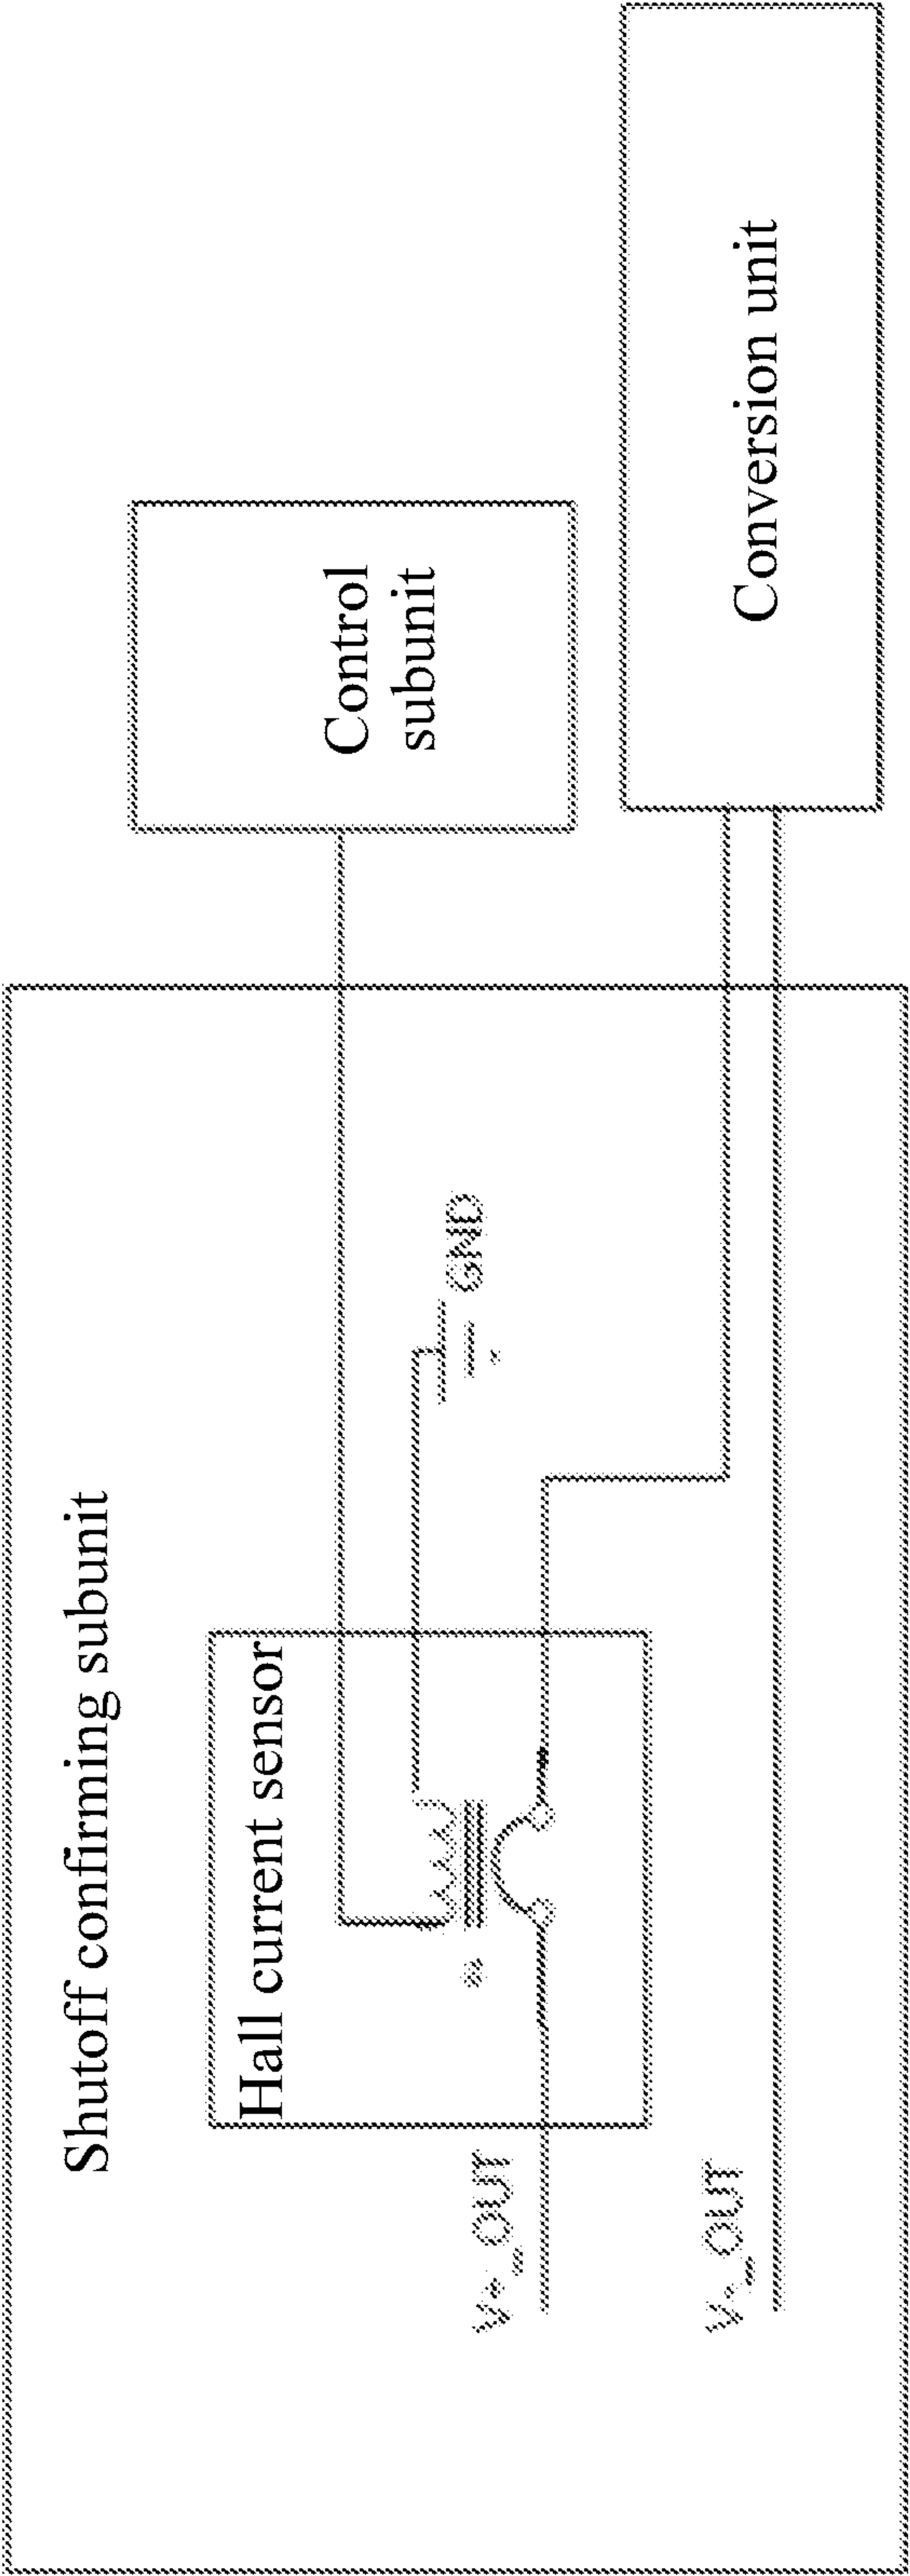 Shutoff confirming subunit
Hall current sensor
Control
subunit
GND
V+_OUT
V-_OUT
Conversion unit